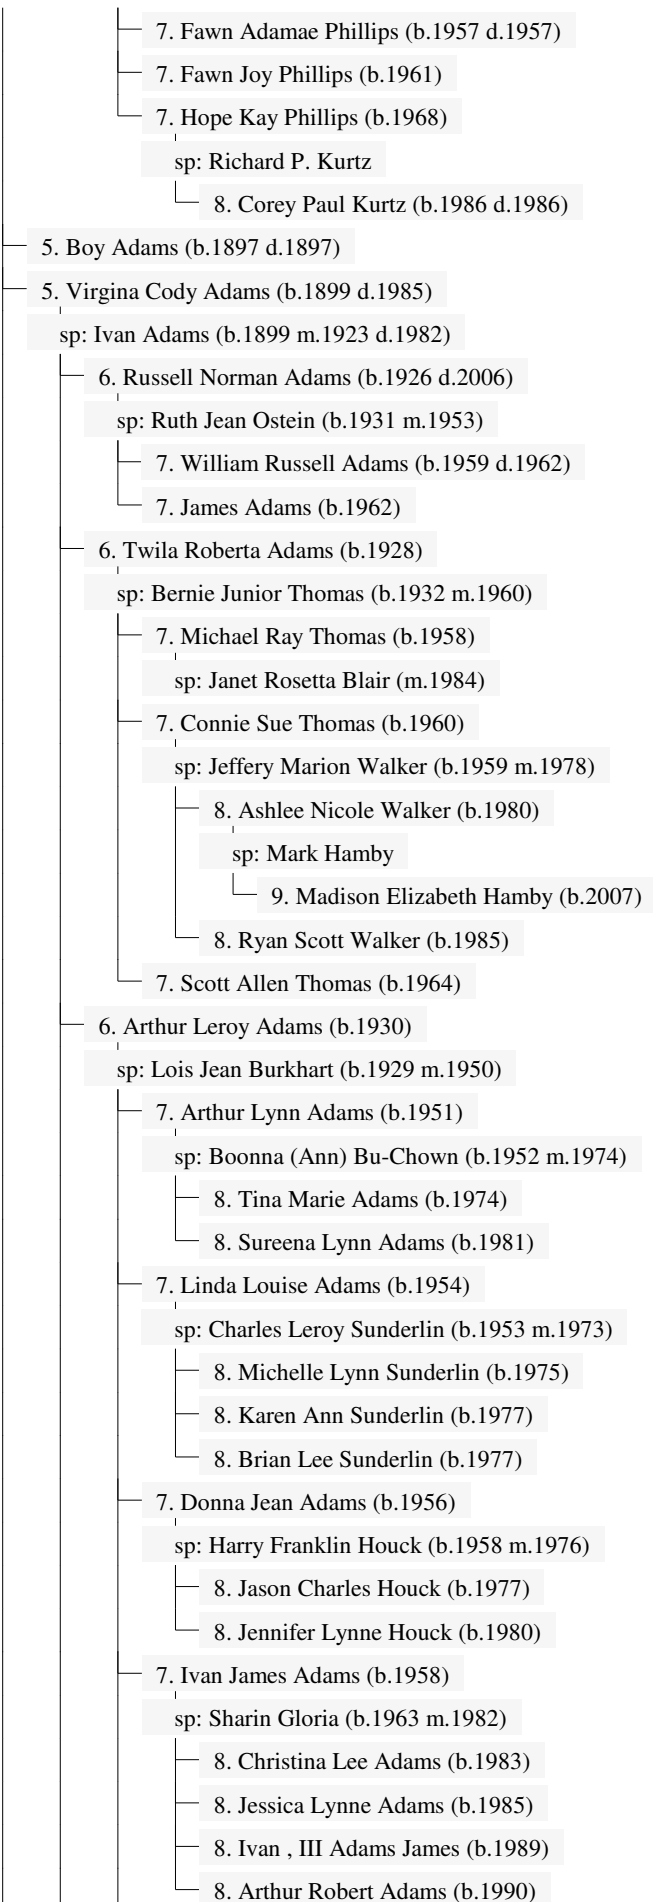 7. Fawn Adamae Phillips (b.1957 d.1957)
7. Fawn Joy Phillips (b.1961)
7. Hope Kay Phillips (b.1968)
sp: Richard P. Kurtz
8. Corey Paul Kurtz (b.1986 d.1986)
5. Boy Adams (b.1897 d.1897)
5. Virgina Cody Adams (b.1899 d.1985)
sp: Ivan Adams (b.1899 m.1923 d.1982)
6. Russell Norman Adams (b.1926 d.2006)
sp: Ruth Jean Ostein (b.1931 m.1953)
7. William Russell Adams (b.1959 d.1962)
7. James Adams (b.1962)
6. Twila Roberta Adams (b.1928)
sp: Bernie Junior Thomas (b.1932 m.1960)
7. Michael Ray Thomas (b.1958)
sp: Janet Rosetta Blair (m.1984)
7. Connie Sue Thomas (b.1960)
sp: Jeffery Marion Walker (b.1959 m.1978)
8. Ashlee Nicole Walker (b.1980)
sp: Mark Hamby
9. Madison Elizabeth Hamby (b.2007)
8. Ryan Scott Walker (b.1985)
7. Scott Allen Thomas (b.1964)
6. Arthur Leroy Adams (b.1930)
sp: Lois Jean Burkhart (b.1929 m.1950)
7. Arthur Lynn Adams (b.1951)
sp: Boonna (Ann) Bu-Chown (b.1952 m.1974)
8. Tina Marie Adams (b.1974)
8. Sureena Lynn Adams (b.1981)
7. Linda Louise Adams (b.1954)
sp: Charles Leroy Sunderlin (b.1953 m.1973)
8. Michelle Lynn Sunderlin (b.1975)
8. Karen Ann Sunderlin (b.1977)
8. Brian Lee Sunderlin (b.1977)
7. Donna Jean Adams (b.1956)
sp: Harry Franklin Houck (b.1958 m.1976)
8. Jason Charles Houck (b.1977)
8. Jennifer Lynne Houck (b.1980)
7. Ivan James Adams (b.1958)
sp: Sharin Gloria (b.1963 m.1982)
8. Christina Lee Adams (b.1983)
8. Jessica Lynne Adams (b.1985)
8. Ivan , III Adams James (b.1989)
8. Arthur Robert Adams (b.1990)